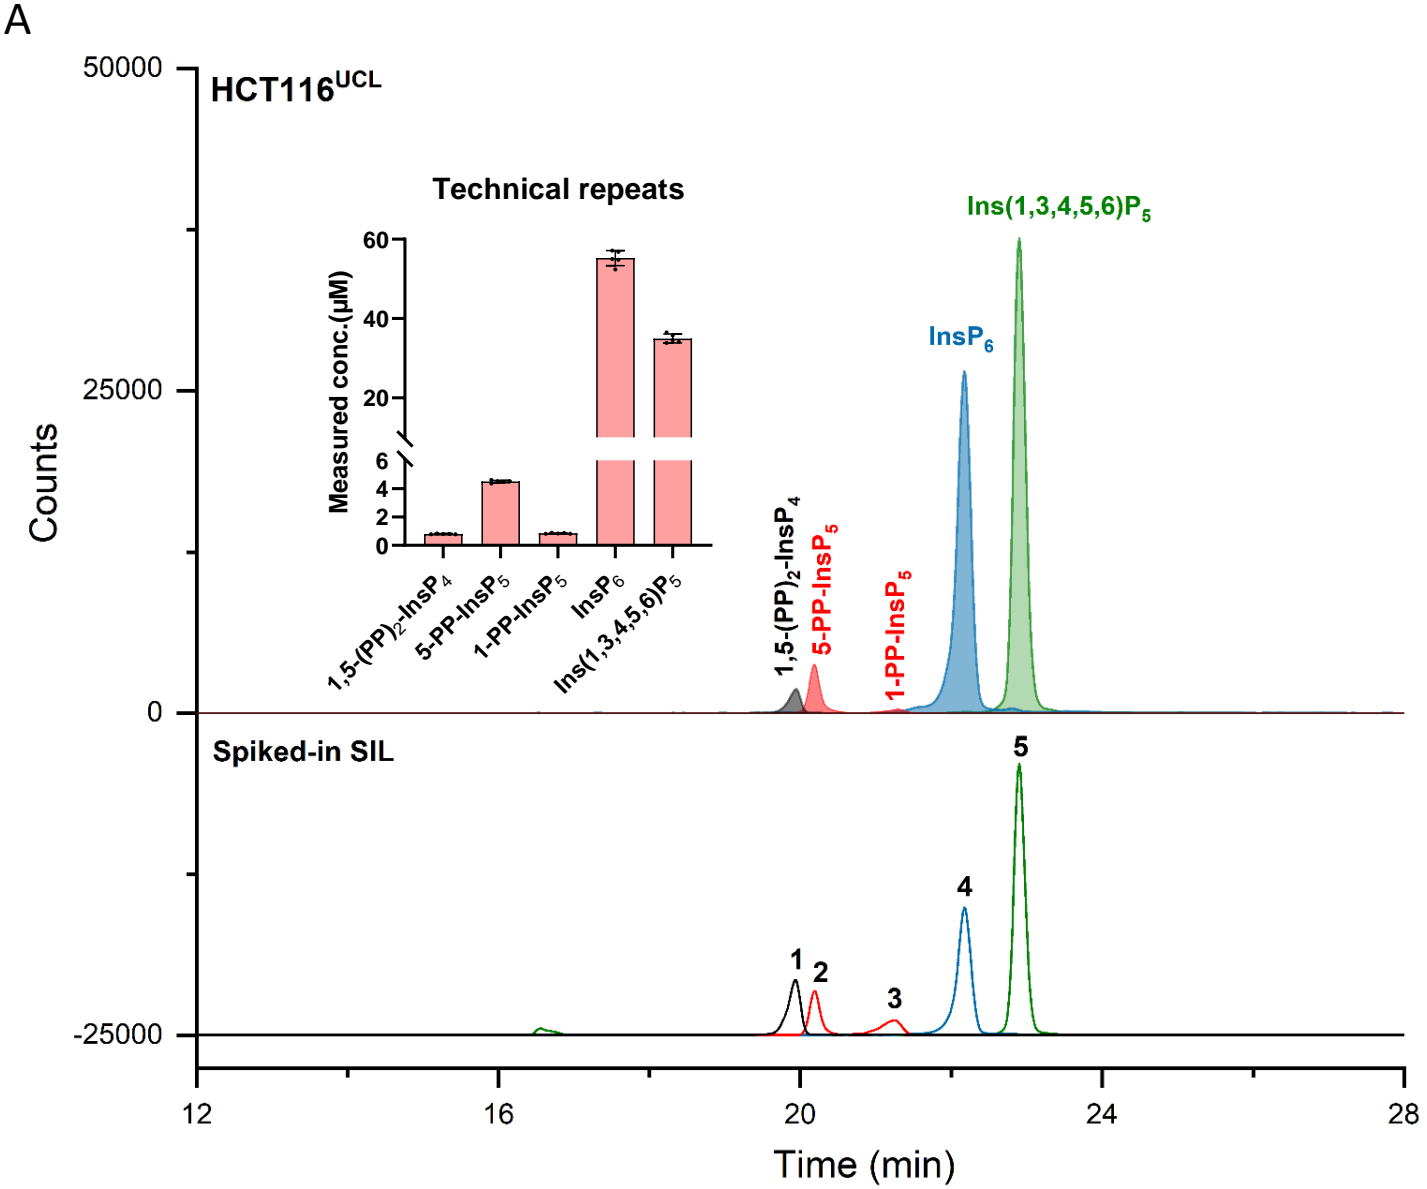 A
HCT116UCL
50000
25000
0
-25000
Counts
Technical repeats
Measured conc.(µM)
60
40
20
6
4
2
0
1,5-(PP)2-InsP4
5-PP-InsP5
1-PP-InsP5
InsP6
Ins(1,3,4,5,6)P5
1,5-(PP)2-InsP4
5-PP-InsP5
1-PP-InsP5
InsP6
Ins(1,3,4,5,6)P5
Spiked-in SIL
1
2
3
4
5
12
16
20
24
28
Time (min)